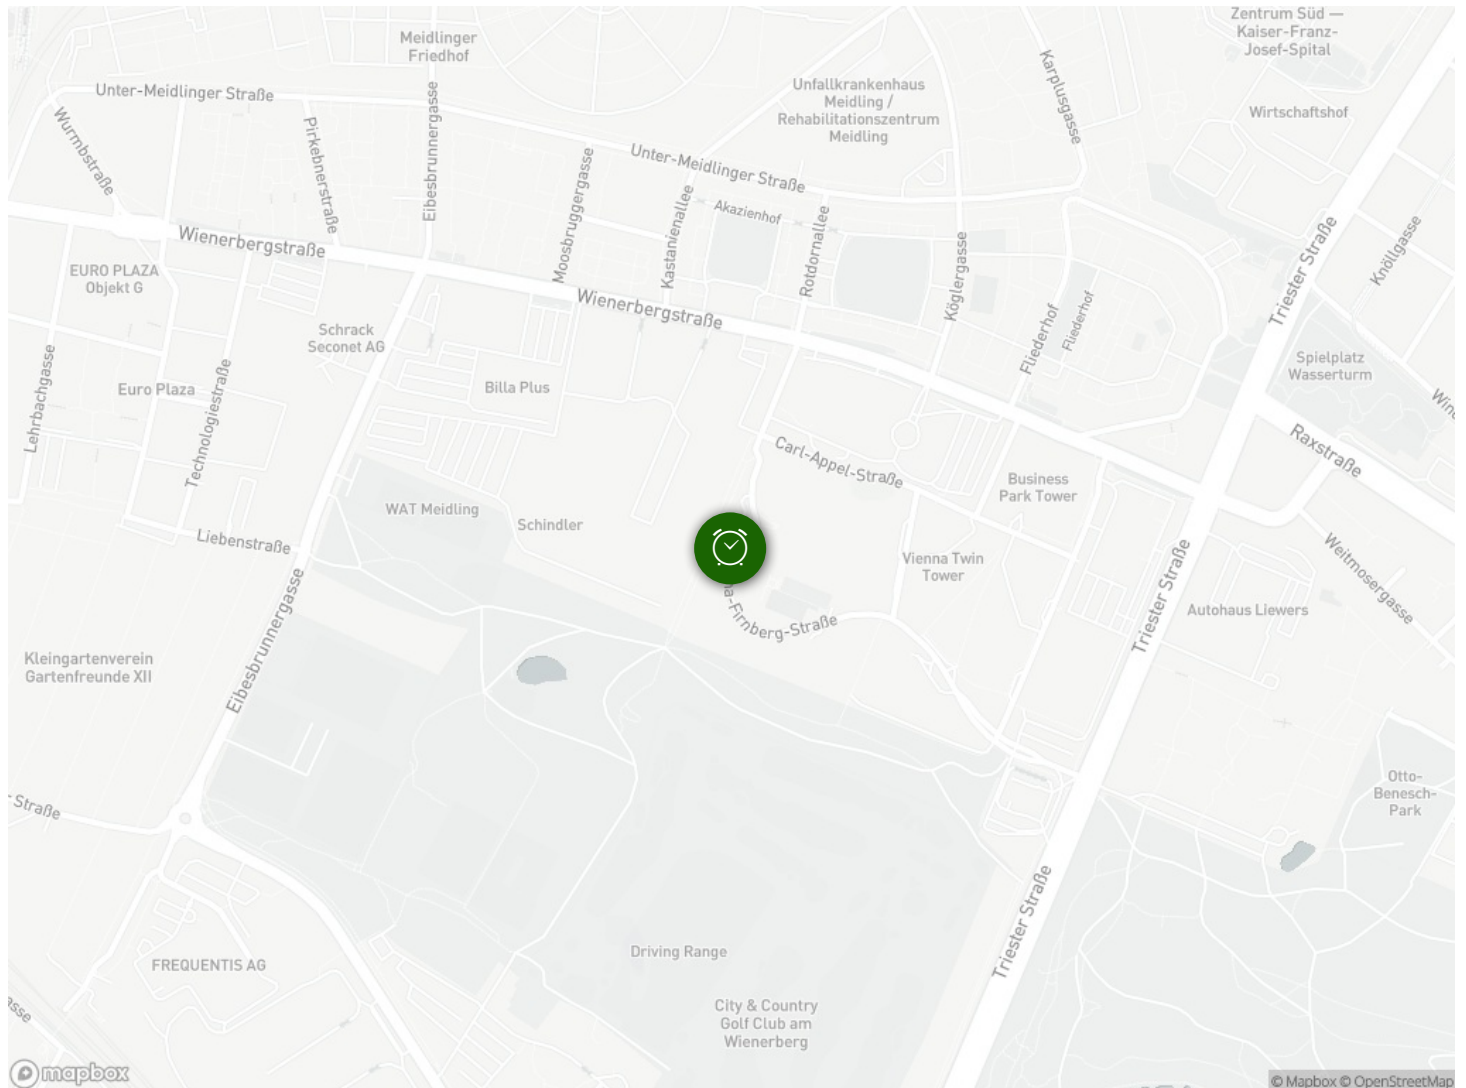 Zentrum Süd —
Kaiser-Franz-
Josef-Spital
Meidlinger
Friedhof
Unter-Meidlinger Straße
Unfallkrankenhaus
Meidling /
Rehabilitationszentrum
Meidling
Karplusgasse
Wirtschaftshof
Wurmbstraße
Pirkebnerstraße
Eibesbrunnergasse
Moosbruggergasse
Unter-Meidlinger Straße
Kastanienallee
Akazienhof
Rotdornallee
Köglergasse
Triester Straße
Knöllgasse
Wienerbergstraße
EURO PLAZA
Objekt G
Schrack
Seconet AG
Wienerbergstraße
Fliederhof
Fliederhof
Spielplatz
Wasserturm
Lehrbachgasse
Euro Plaza
Technologiestraße
Billa Plus
Raxstraße
Carl-Appel-Straße
Business
Park Tower
WAT Meidling
Schindler
Liebenstraße
Vienna Twin
Tower
Weitmosergasse
Triester Straße
Autohaus Liewers
-Firnberg-Straße
Eibesbrunnergasse
Kleingartenverein
Gartenfreunde XII
Straße
Otto-
Benesch-
Park
Triester Straße
FREQUENTIS AG
Driving Range
City & Country
Golf Club am
Wienerberg
asse
mapbox
© Mapbox © OpenStreetMap